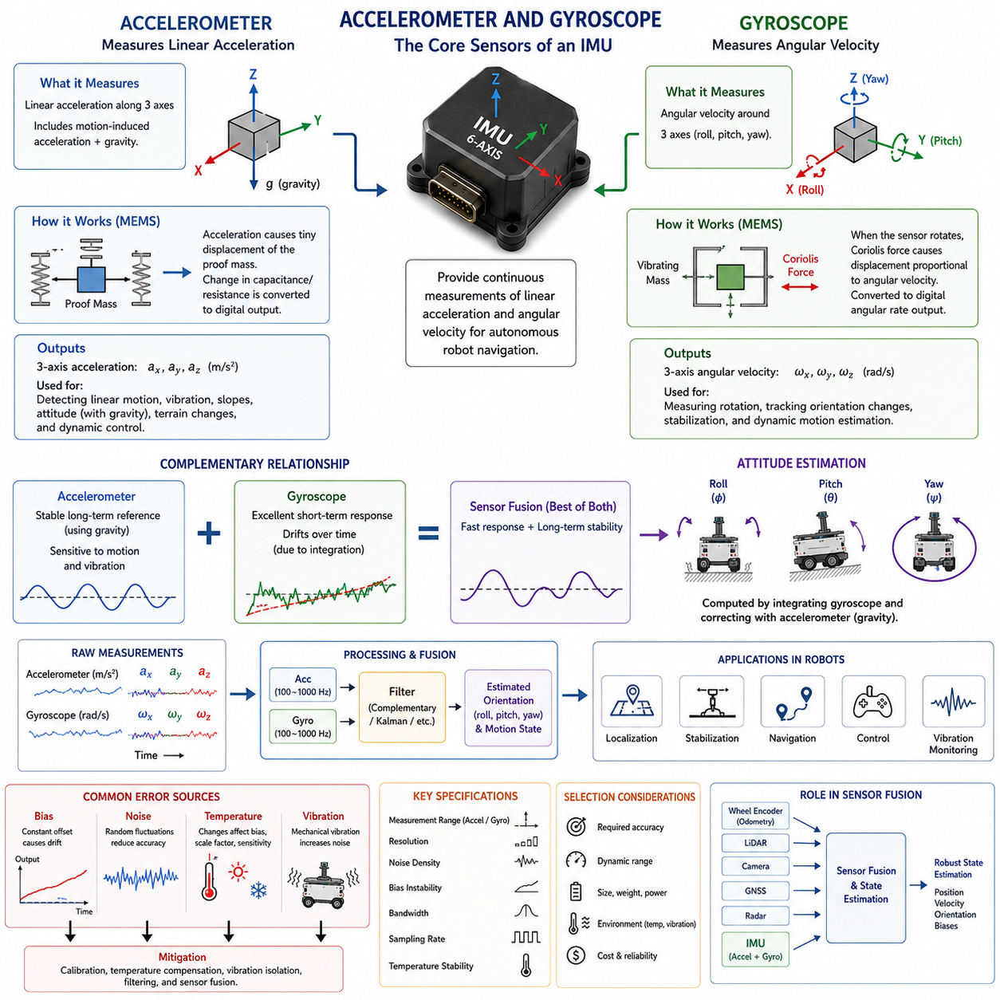 ACCELEROMETER
Measures Linear Acceleration
ACCELEROMETER AND GYROSCOPE
The Core Sensors of an IMU
GYROSCOPE
Measures Angular Velocity
What it Measures
Linear acceleration along 3 axes
Includes motion-induced
acceleration + gravity.
Z
Y
X
g (gravity)
Z
IMU
6-AXIS
Y
X
What it Measures
Angular velocity around
3 axes (roll, pitch, yaw).
Z (Yaw)
Y (Pitch)
X (Roll)
How it Works (MEMS)
Proof Mass
Acceleration causes tiny
displacement of the
proof mass.
Change in capacitance/
resistance is converted
to digital output.
Provide continuous
measurements of linear
acceleration and angular
velocity for autonomous
robot navigation.
How it Works (MEMS)
Vibrating
Mass
Coriolis
Force
When the sensor rotates,
Coriolis force causes
displacement proportional
to angular velocity.
Converted to digital
angular rate output.
Outputs
3-axis acceleration: aₓ, aᵧ, a_z (m/s²)
Used for:
Detecting linear motion, vibration, slopes,
attitude (with gravity), terrain changes,
and dynamic control.
Outputs
3-axis angular velocity: ωₓ, ωᵧ, ω_z (rad/s)
Used for:
Measuring rotation, tracking orientation changes,
stabilization, and dynamic motion estimation.
COMPLEMENTARY RELATIONSHIP
Accelerometer
Stable long-term reference
(using gravity)
Sensitive to motion
and vibration
+
Gyroscope
Excellent short-term response
Drifts over time
(due to integration)
=
Sensor Fusion (Best of Both)
Fast response + Long-term stability
ATTITUDE ESTIMATION
Roll
(ϕ)
Pitch
(θ)
Yaw
(ψ)
Computed by integrating gyroscope and
correcting with accelerometer (gravity).
RAW MEASUREMENTS
Accelerometer (m/s²) aₓ aᵧ a_z
Gyroscope (rad/s) ωₓ ωᵧ ω_z
Time
PROCESSING & FUSION
Acc
(100~1000 Hz)
Gyro
(100~1000 Hz)
Filter
(Complementary
/ Kalman / etc.)
Estimated
Orientation
(roll, pitch, yaw)
& Motion State
APPLICATIONS IN ROBOTS
Localization
Stabilization
Navigation
Control
Vibration
Monitoring
COMMON ERROR SOURCES
Bias
Constant offset
causes drift
Output
Time
Noise
Random fluctuations
reduce accuracy
Temperature
Changes affect bias,
scale factor, sensitivity
Vibration
Mechanical vibration
increases noise
Mitigation
Calibration, temperature compensation, vibration isolation,
filtering, and sensor fusion.
KEY SPECIFICATIONS
Measurement Range (Accel / Gyro)
Resolution
Noise Density
Bias Instability
Bandwidth
Sampling Rate
Temperature Stability
SELECTION CONSIDERATIONS
Required accuracy
Dynamic range
Size, weight, power
Environment (temp, vibration)
$
Cost & reliability
ROLE IN SENSOR FUSION
Wheel Encoder
(Odometry)
LiDAR
Camera
GNSS
Radar
IMU
(Accel + Gyro)
Sensor Fusion
& State
Estimation
Robust State
Estimation
Position
Velocity
Orientation
Biases